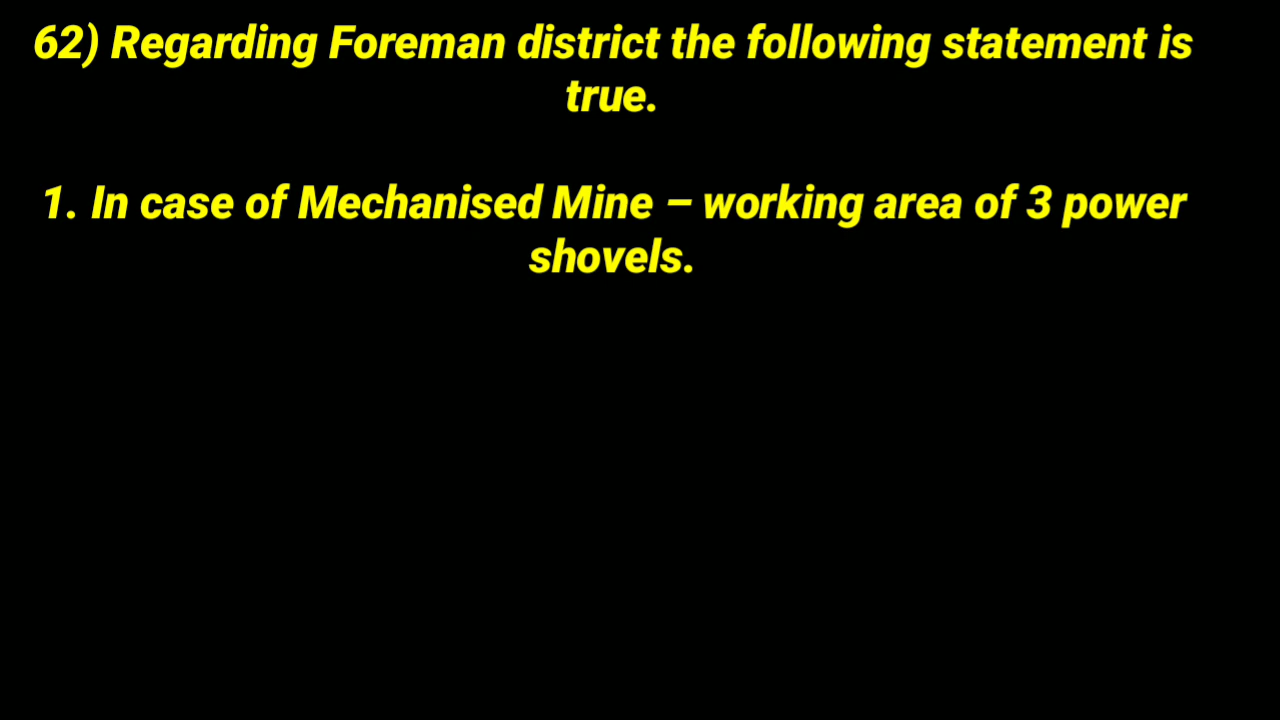 62) Regarding Foreman district the following statement is
true.
1. In case of Mechanised Mine – working area of 3 power
shovels.